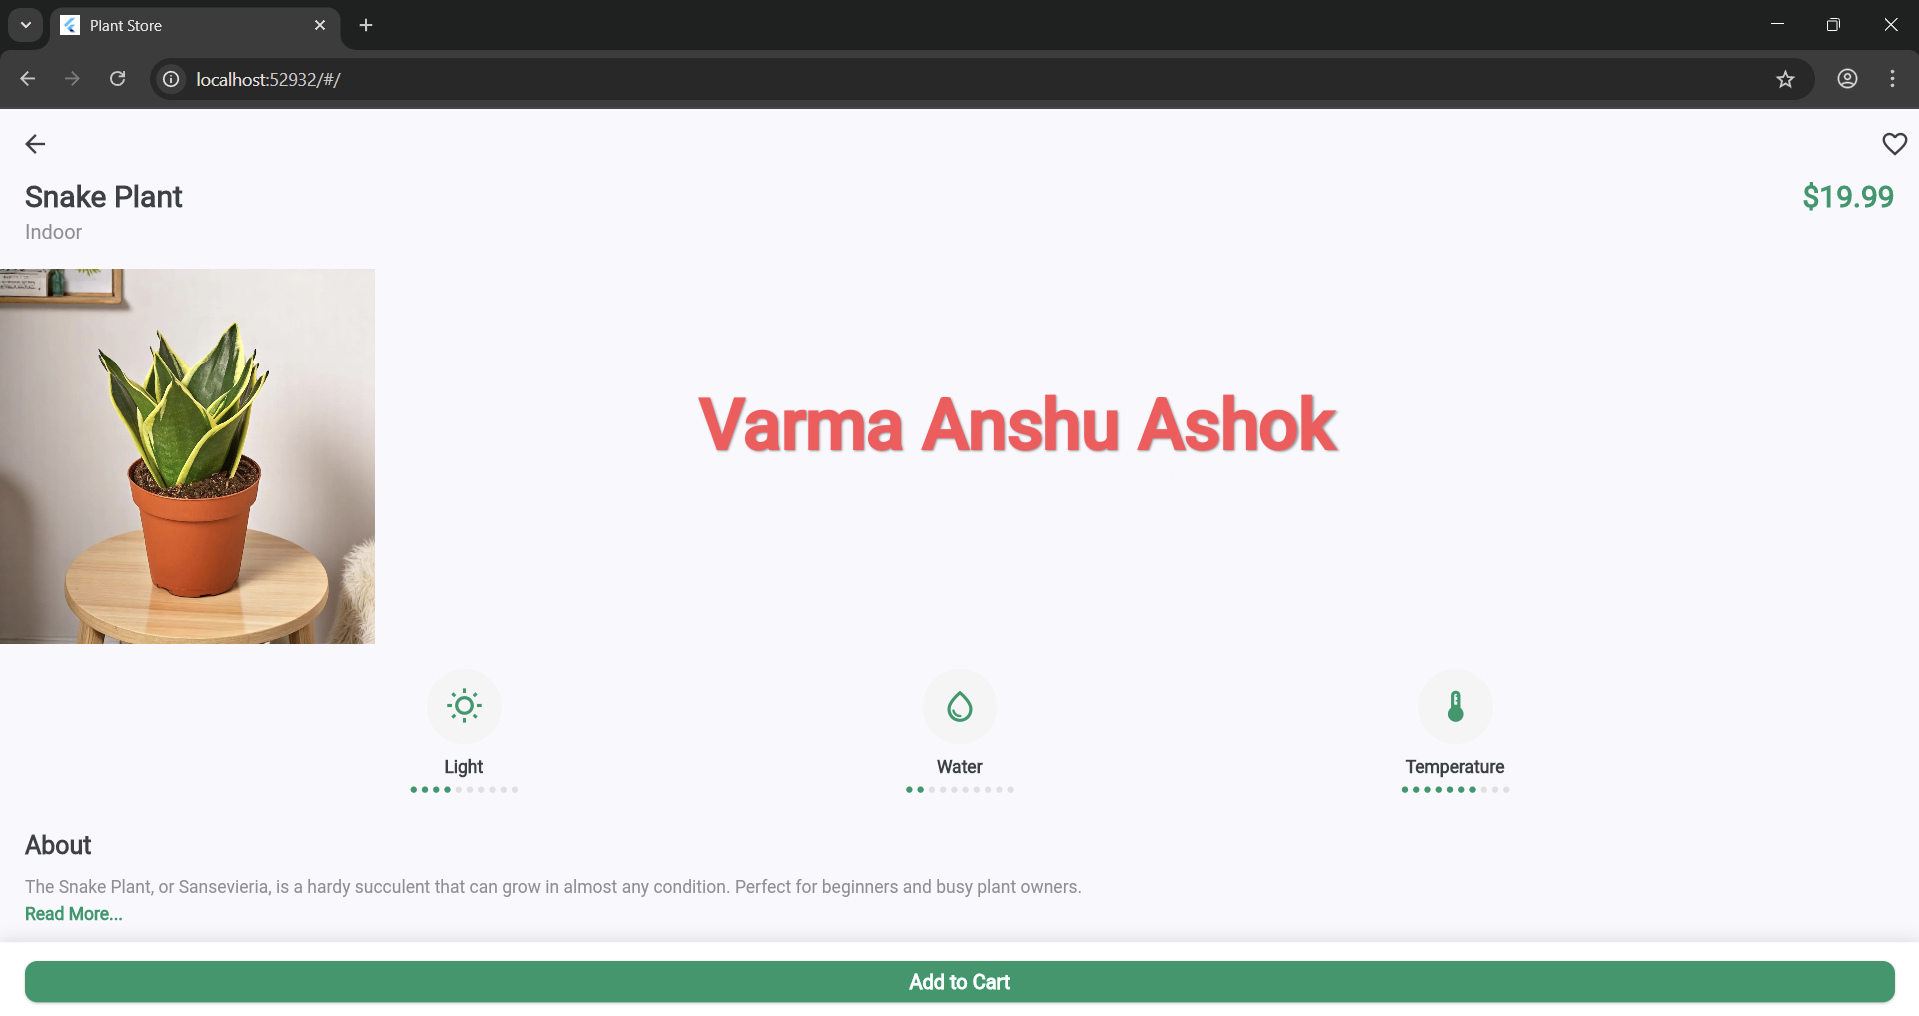 Plant Store
localhost:52932/#/
Snake Plant
$19.99
Indoor
Varma Anshu Ashok
Light
Water
Temperature
About
The Snake Plant, or Sansevieria, is a hardy succulent that can grow in almost any condition. Perfect for beginners and busy plant owners.
Read More...
Add to Cart